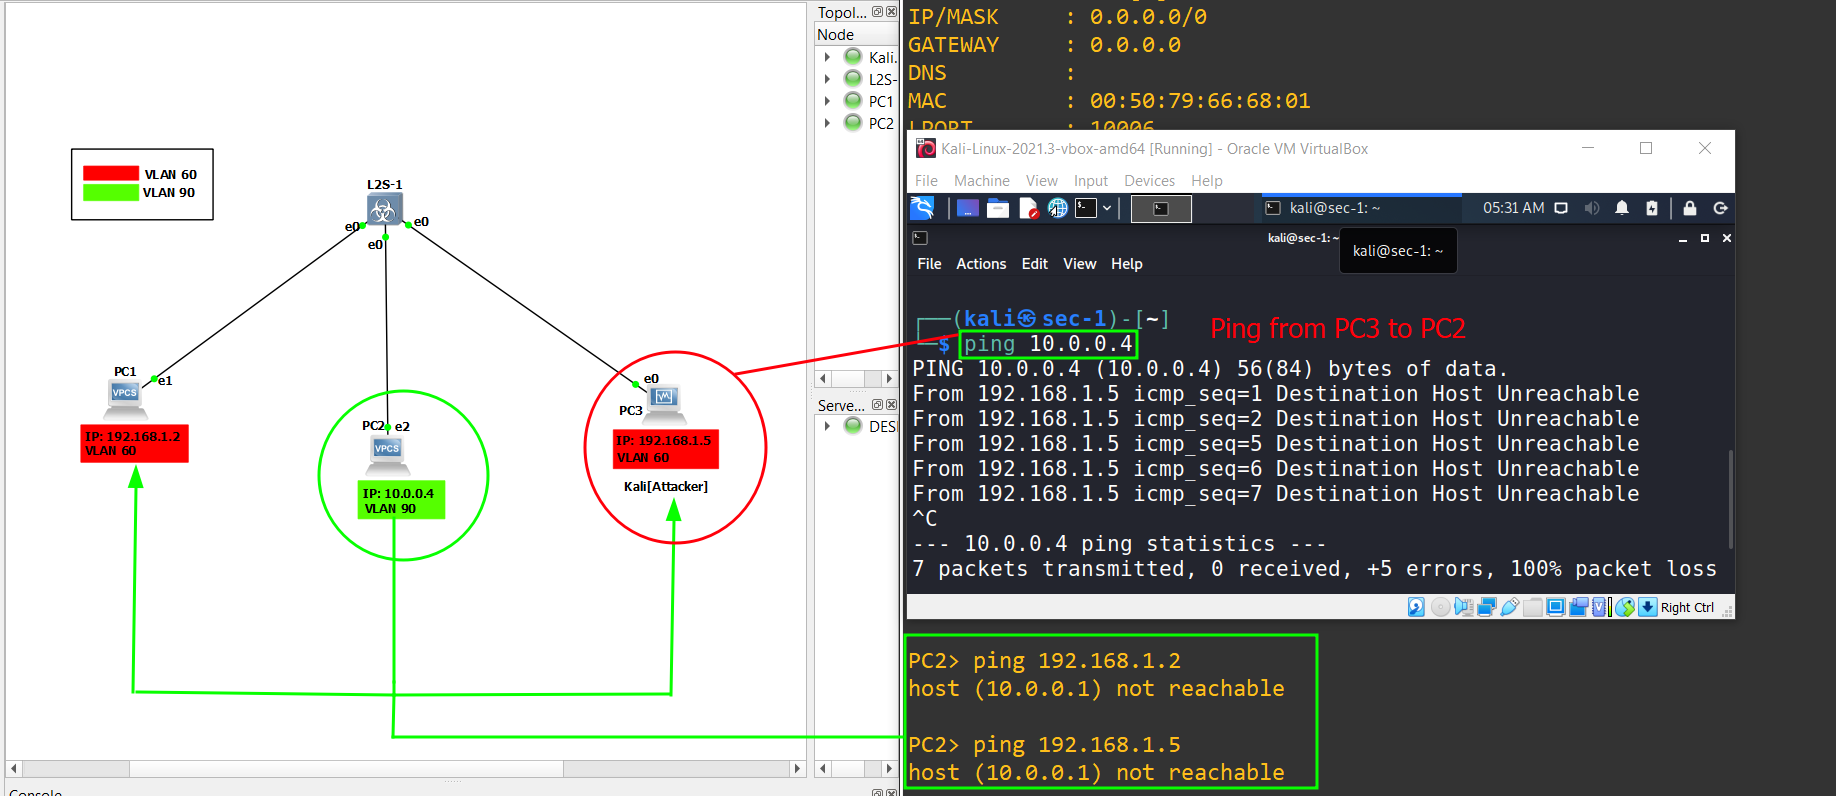 VLAN 60
VLAN 90
L2S-1
e0
e0
e0
PC1
e1
VPCS
IP: 192.168.1.2
VLAN 60
PC2
e2
VPCS
IP: 10.0.0.4
VLAN 90
e0
PC3
IP: 192.168.1.5
VLAN 60
Kali[Attacker]
Console
Topol...
Node
Kali.
L2S-
PC1
PC2
Serve...
DESI
IP/MASK : 0.0.0.0/0
GATEWAY : 0.0.0.0
DNS :
MAC : 00:50:79:66:68:01
LPORT : 10006
Kali-Linux-2021.3-vbox-amd64 [Running] - Oracle VM VirtualBox
File Machine View Input Devices Help
kali@sec-1: ~
05:31 AM
kali@sec-1: ~
kali@sec-1: ~
File Actions Edit View Help
(kali㉿sec-1)-[~]
$ ping 10.0.0.4
Ping from PC3 to PC2
PING 10.0.0.4 (10.0.0.4) 56(84) bytes of data.
From 192.168.1.5 icmp_seq=1 Destination Host Unreachable
From 192.168.1.5 icmp_seq=2 Destination Host Unreachable
From 192.168.1.5 icmp_seq=5 Destination Host Unreachable
From 192.168.1.5 icmp_seq=6 Destination Host Unreachable
From 192.168.1.5 icmp_seq=7 Destination Host Unreachable
^C
--- 10.0.0.4 ping statistics ---
7 packets transmitted, 0 received, +5 errors, 100% packet loss
Right Ctrl
PC2> ping 192.168.1.2
host (10.0.0.1) not reachable
PC2> ping 192.168.1.5
host (10.0.0.1) not reachable